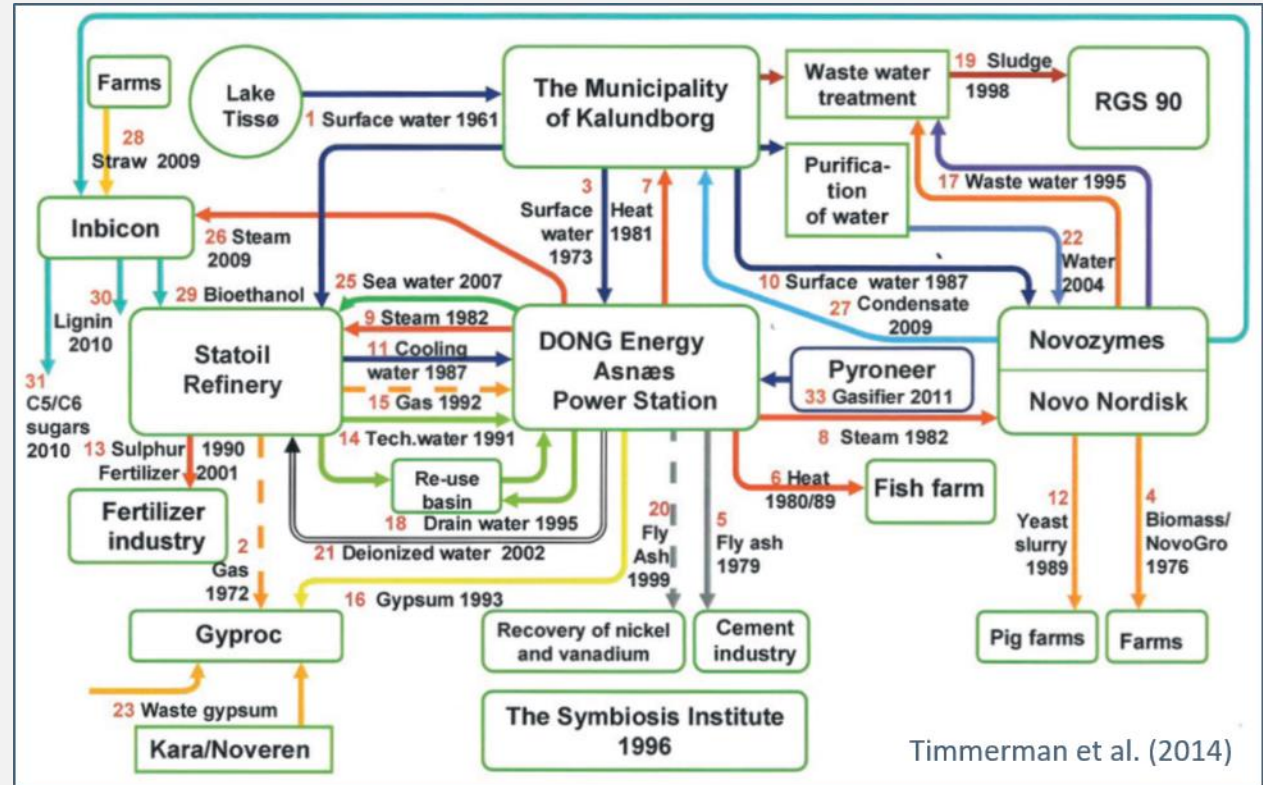 Farms
Lake
Tissø
The Municipality
of Kalundborg
Waste water
treatment
19 Sludge
1998
RGS 90
1 Surface water 1961
28
Straw 2009
Purifica-
tion
of water
17 Waste water 1995
Inbicon
26 Steam
2009
3
Surface
water
1973
7
Heat
1981
22
Water
2004
10 Surface water 1987
27 Condensate
2009
25 Sea water 2007
29 Bioethanol
30
Lignin
2010
9 Steam 1982
Statoil
Refinery
11 Cooling
water 1987
15 Gas 1992
14 Tech.water 1991
DONG Energy
Asnæs
Power Station
Pyroneer
33 Gasifier 2011
Novozymes
Novo Nordisk
8 Steam 1982
31
C5/C6
sugars
2010
13 Sulphur 1990
Fertilizer 2001
Fertilizer
industry
Re-use
basin
18 Drain water 1995
21 Deionized water 2002
6 Heat
1980/89
Fish farm
20
Fly
Ash
1999
5
Fly ash
1979
12
Yeast
slurry
1989
4
Biomass/
NovoGro
1976
2
Gas
1972
16 Gypsum 1993
Gyproc
Recovery of nickel
and vanadium
Cement
industry
Pig farms
Farms
23 Waste gypsum
Kara/Noveren
The Symbiosis Institute
1996
Timmerman et al. (2014)